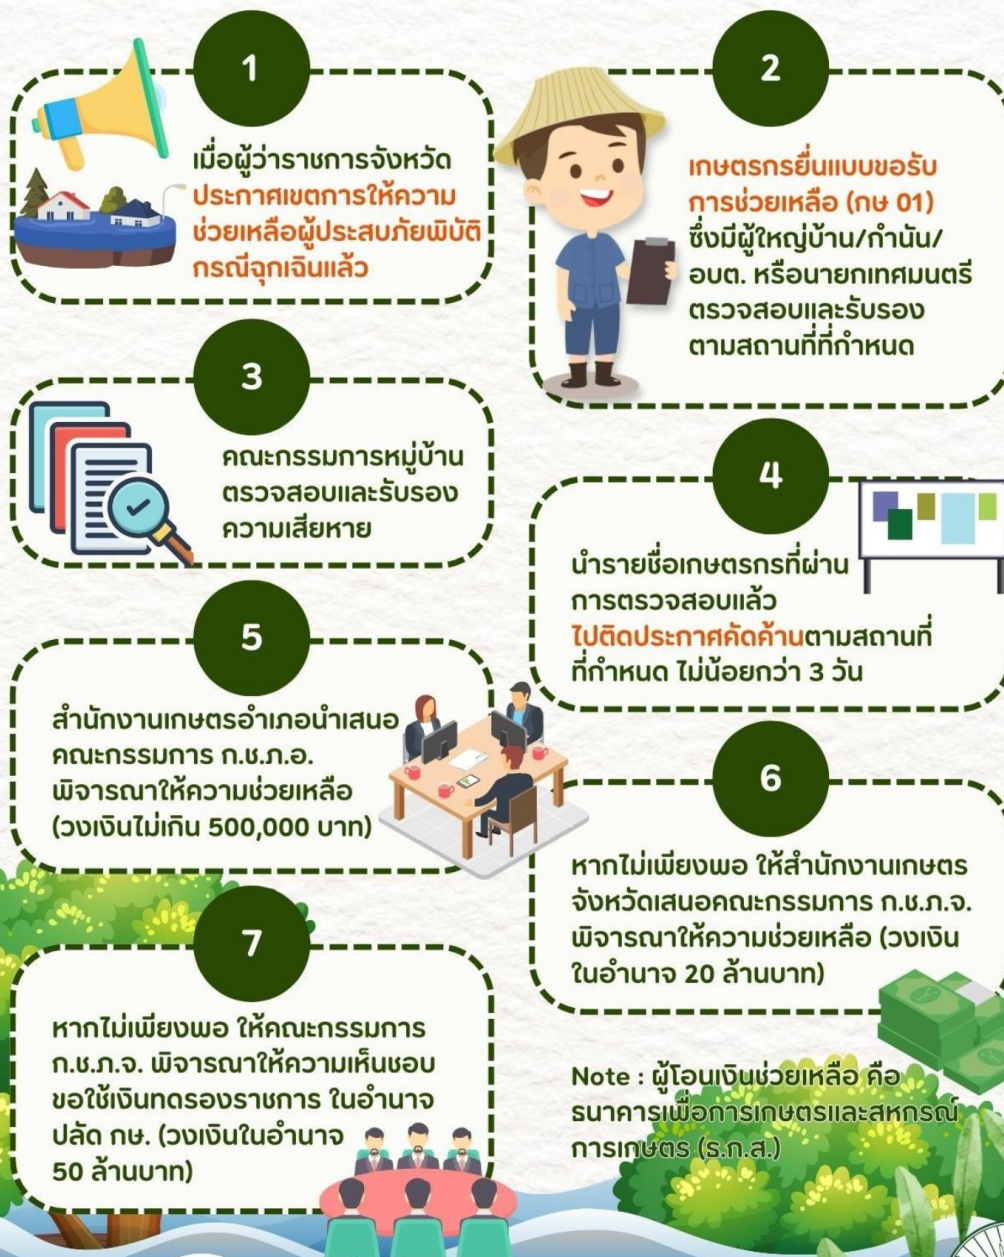 1
เมื่อผู้ว่าราชการจังหวัด
ประกาศเขตการให้ความ
ช่วยเหลือผู้ประสบภัยพิบัติ
กรณีฉุกเฉินแล้ว
2
เกษตรกรยื่นแบบขอรับ
การช่วยเหลือ (กษ 01)
ซึ่งมีผู้ใหญ่บ้าน/กำนัน/
อบต. หรือนายกเทศมนตรี
ตรวจสอบและรับรอง
ตามสถานที่ที่กำหนด
3
คณะกรรมการหมู่บ้าน
ตรวจสอบและรับรอง
ความเสียหาย
4
นำรายชื่อเกษตรกรที่ผ่าน
การตรวจสอบแล้ว
ไปติดประกาศคัดค้านตามสถานที่
ที่กำหนด ไม่น้อยกว่า 3 วัน
5
สำนักงานเกษตรอำเภอนำเสนอ
คณะกรรมการ ก.ช.ภ.อ.
พิจารณาให้ความช่วยเหลือ
(วงเงินไม่เกิน 500,000 บาท)
6
หากไม่เพียงพอ ให้สำนักงานเกษตร
จังหวัดเสนอคณะกรรมการ ก.ช.ภ.จ.
พิจารณาให้ความช่วยเหลือ (วงเงิน
ในอำนาจ 20 ล้านบาท)
7
หากไม่เพียงพอ ให้คณะกรรมการ
ก.ช.ภ.จ. พิจารณาให้ความเห็นชอบ
ขอใช้เงินทดรองราชการ ในอำนาจ
ปลัด กษ. (วงเงินในอำนาจ
50 ล้านบาท)
Note : ผู้โอนเงินช่วยเหลือ คือ
ธนาคารเพื่อการเกษตรและสหกรณ์
การเกษตร (ธ.ก.ส.)